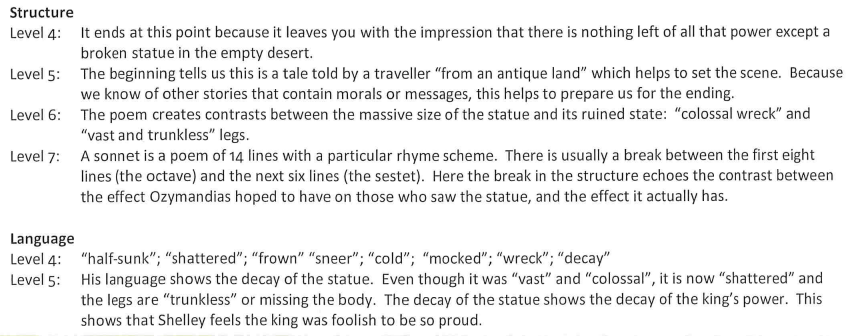 Structure
Level 4: It ends at this point because it leaves you with the impression that there is nothing left of all that power except a
broken statue in the empty desert.
Level 5: The beginning tells us this is a tale told by a traveller “from an antique land” which helps to set the scene. Because
we know of other stories that contain morals or messages, this helps to prepare us for the ending.
Level 6: The poem creates contrasts between the massive size of the statue and its ruined state: “colossal wreck” and
“vast and trunkless” legs.
Level 7: A sonnet is a poem of 14 lines with a particular rhyme scheme. There is usually a break between the first eight
lines (the octave) and the next six lines (the sestet). Here the break in the structure echoes the contrast between
the effect Ozymandias hoped to have on those who saw the statue, and the effect it actually has.
Language
Level 4: “half-sunk”; “shattered”; “frown” “sneer”; “cold”; “mocked”; “wreck”; “decay”
Level 5: His language shows the decay of the statue. Even though it was “vast” and “colossal”, it is now “shattered” and
the legs are “trunkless” or missing the body. The decay of the statue shows the decay of the king’s power. This
shows that Shelley feels the king was foolish to be so proud.